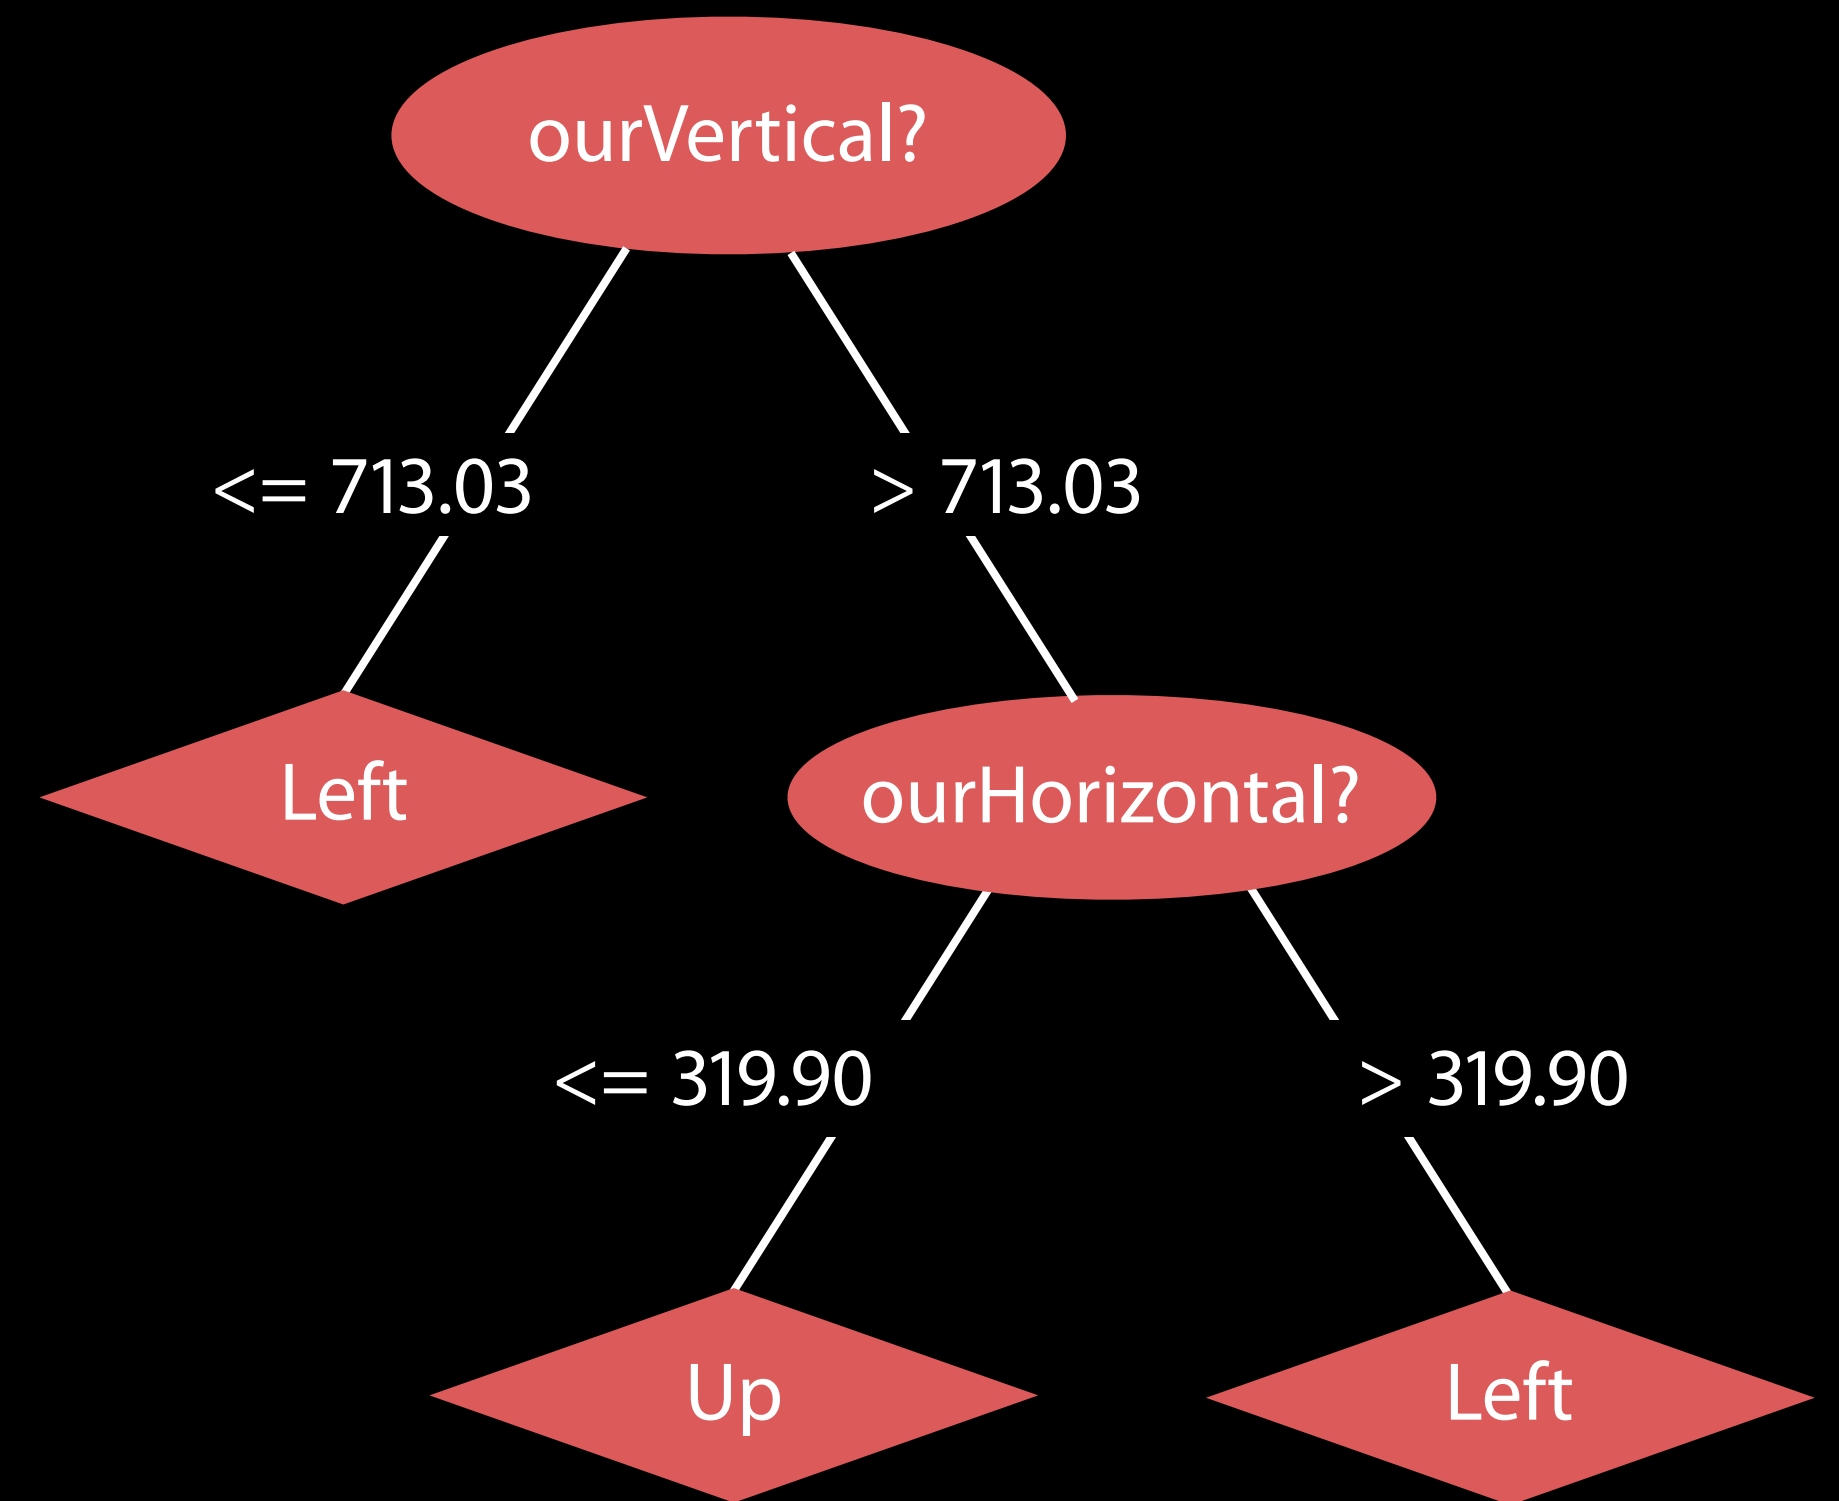 ourVertical?
<= 713.03
> 713.03
Left
ourHorizontal?
<= 319.90
> 319.90
Up
Left